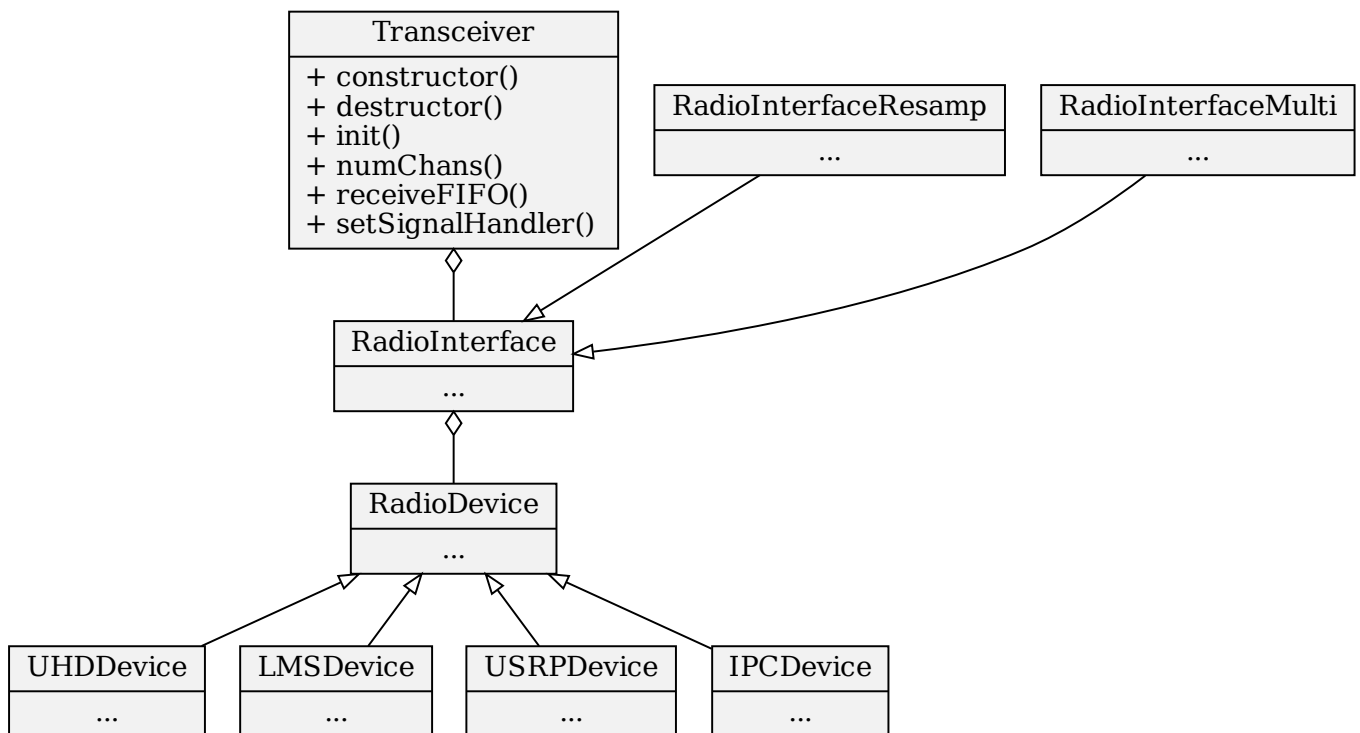 Transceiver
+ constructor()
+ destructor()
+ init()
+ numChans()
+ receiveFIFO()
+ setSignalHandler()
RadioInterfaceResamp
...
RadioInterfaceMulti
...
RadioInterface
...
RadioDevice
...
UHDDevice
...
LMSDevice
...
USRPDevice
...
IPCDevice
...